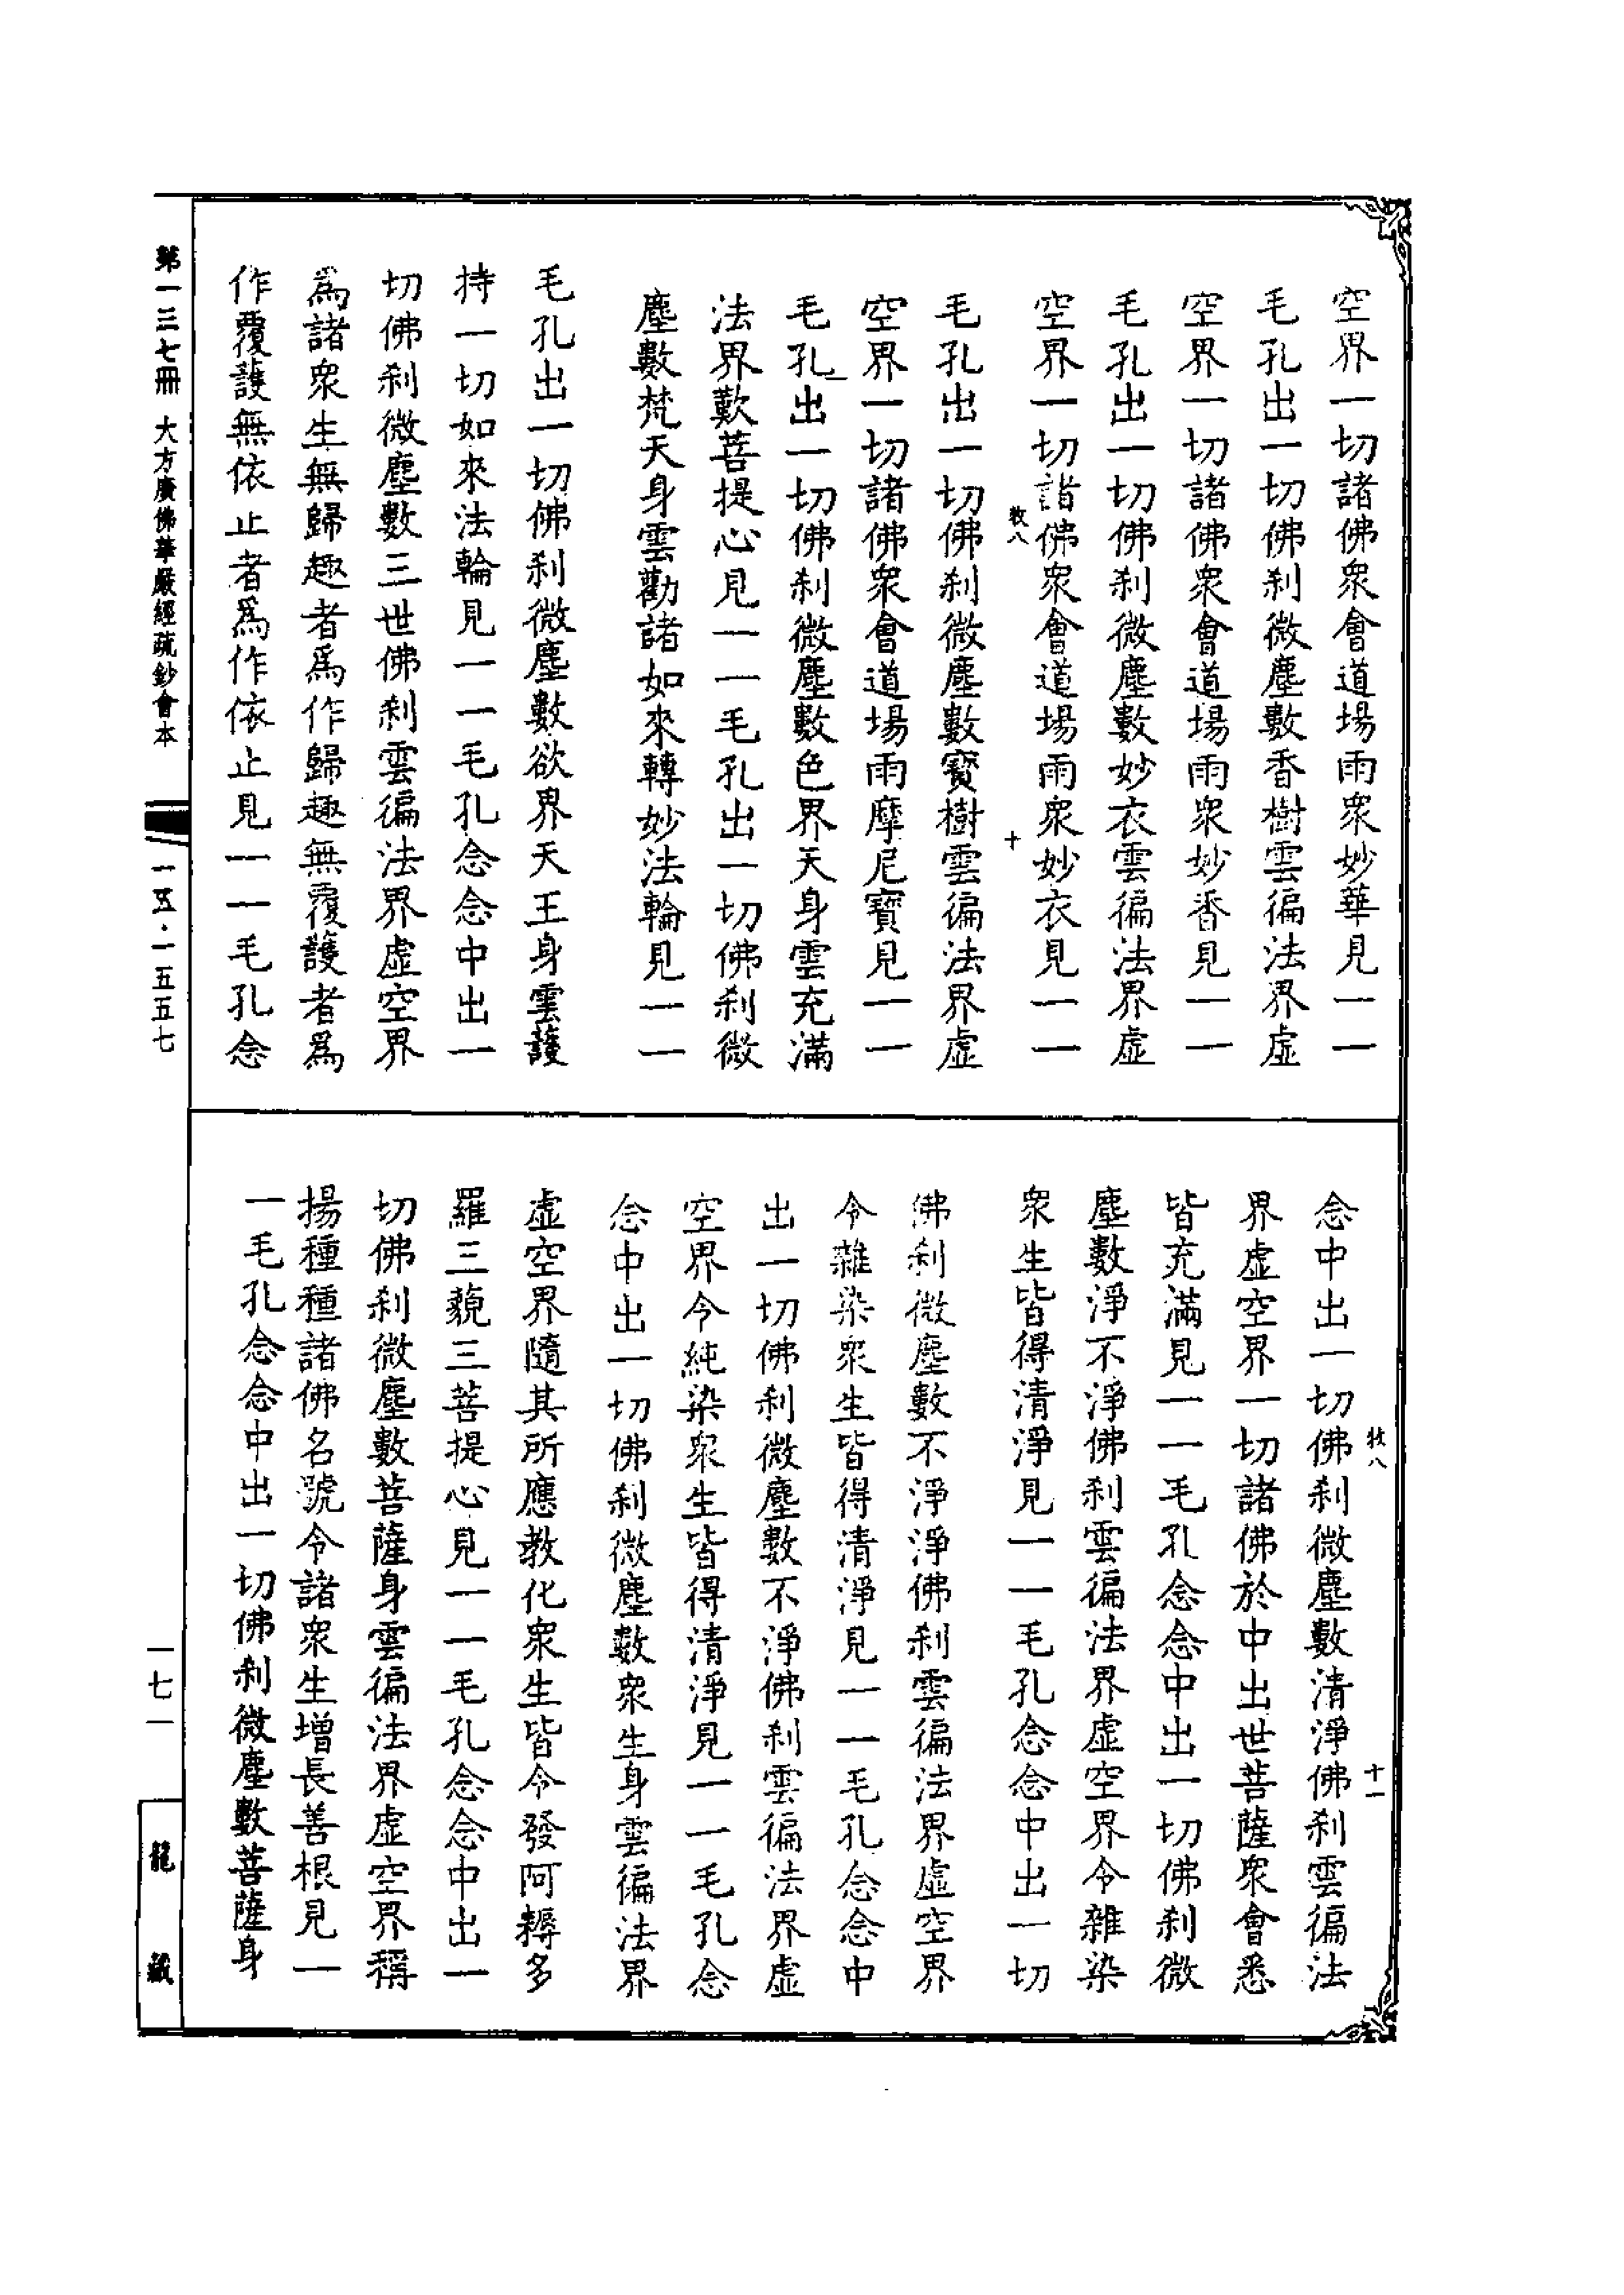 空界一切諸佛衆會道場雨衆妙華見一一
毛孔出一切佛刹微塵數香樹雲徧法界虛
空界一切諸佛衆會道場雨衆妙香見一一
毛孔出一切佛刹微塵數妙衣雲徧法界虛
空界一切諸佛衆會道場雨衆妙衣見一一
牧八 十
毛孔出一切佛刹微塵數寶樹雲徧法界虛
空界一切諸佛衆會道場雨摩尼寶見一一
毛孔出一切佛刹微塵數色界天身雲充滿
法界歎菩提心見一一毛孔出一切佛刹微
塵數梵天身雲勸諸如來轉妙法輪見一一
毛孔出一切佛刹微塵數欲界天王身雲護
持一切如來法輪見一一毛孔念念中出一
切佛刹微塵數三世佛刹雲徧法界虛空界
爲諸衆生無歸趣者爲作歸趣無覆護者爲
作覆護無依止者爲作依止見一一毛孔念
牧八 十一
念中出一切佛刹微塵數清淨佛刹雲徧法
界虛空界一切諸佛於中出世菩薩衆會悉
皆充滿見一一毛孔念念中出一切佛刹微
塵數淨不淨佛刹雲徧法界虛空界令雜染
衆生皆得清淨見一一毛孔念念中出一切
佛刹微塵數不淨淨佛刹雲徧法界虛空界
令雜染衆生皆得清淨見一一毛孔念念中
出一切佛刹微塵數不淨佛刹雲徧法界虛
空界令純染衆生皆得清淨見一一毛孔念
念中出一切佛刹微塵數衆生身雲徧法界
虛空界隨其所應教化衆生皆令發阿耨多
羅三藐三菩提心見一一毛孔念念中出一
切佛刹微塵數菩薩身雲徧法界虛空界稱
揚種種諸佛名號令諸衆生增長善根見一
一毛孔念念中出一切佛刹微塵數菩薩身
第一三七冊 大方廣佛華嚴經疏鈔會本
一五·一五五七
一七一
龍藏